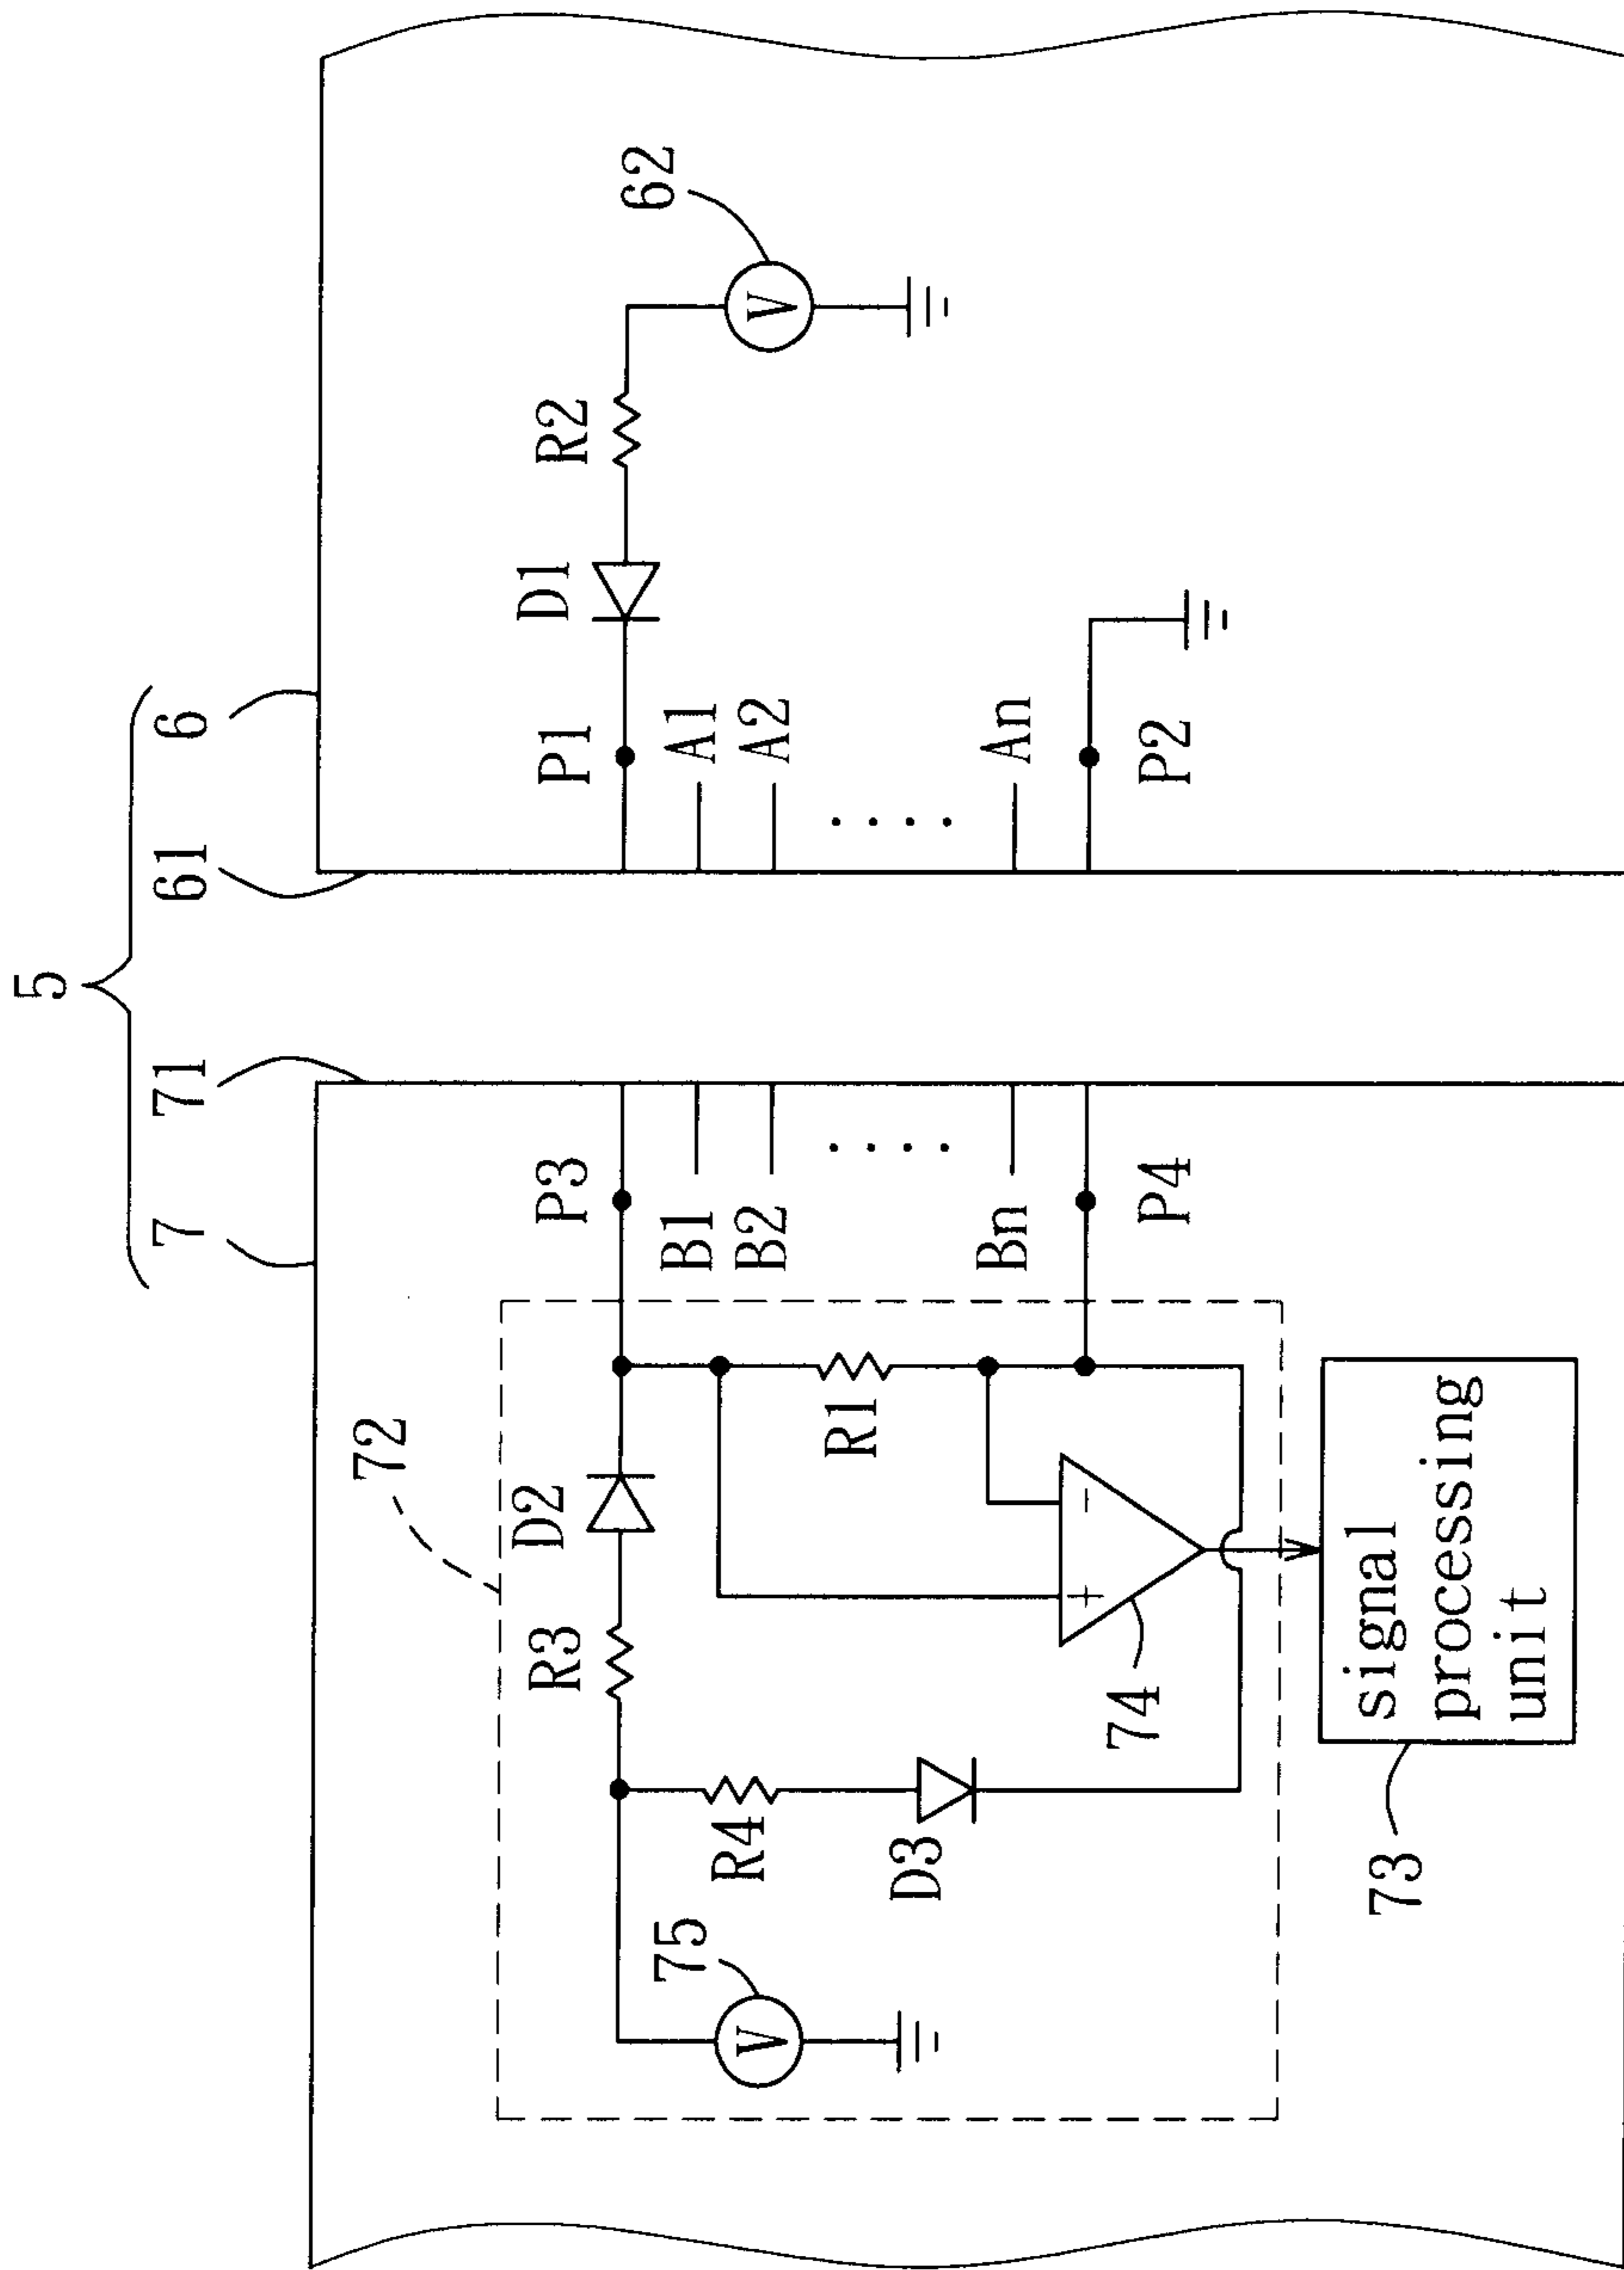 5
7
71
61
6
72
75
R4
D3
R3
D2
R1
74
+
-
V
P3
B1
B2
....
Bn
P4
P1
A1
A2
....
An
P2
D1
R2
62
V
73
signal
processing
unit